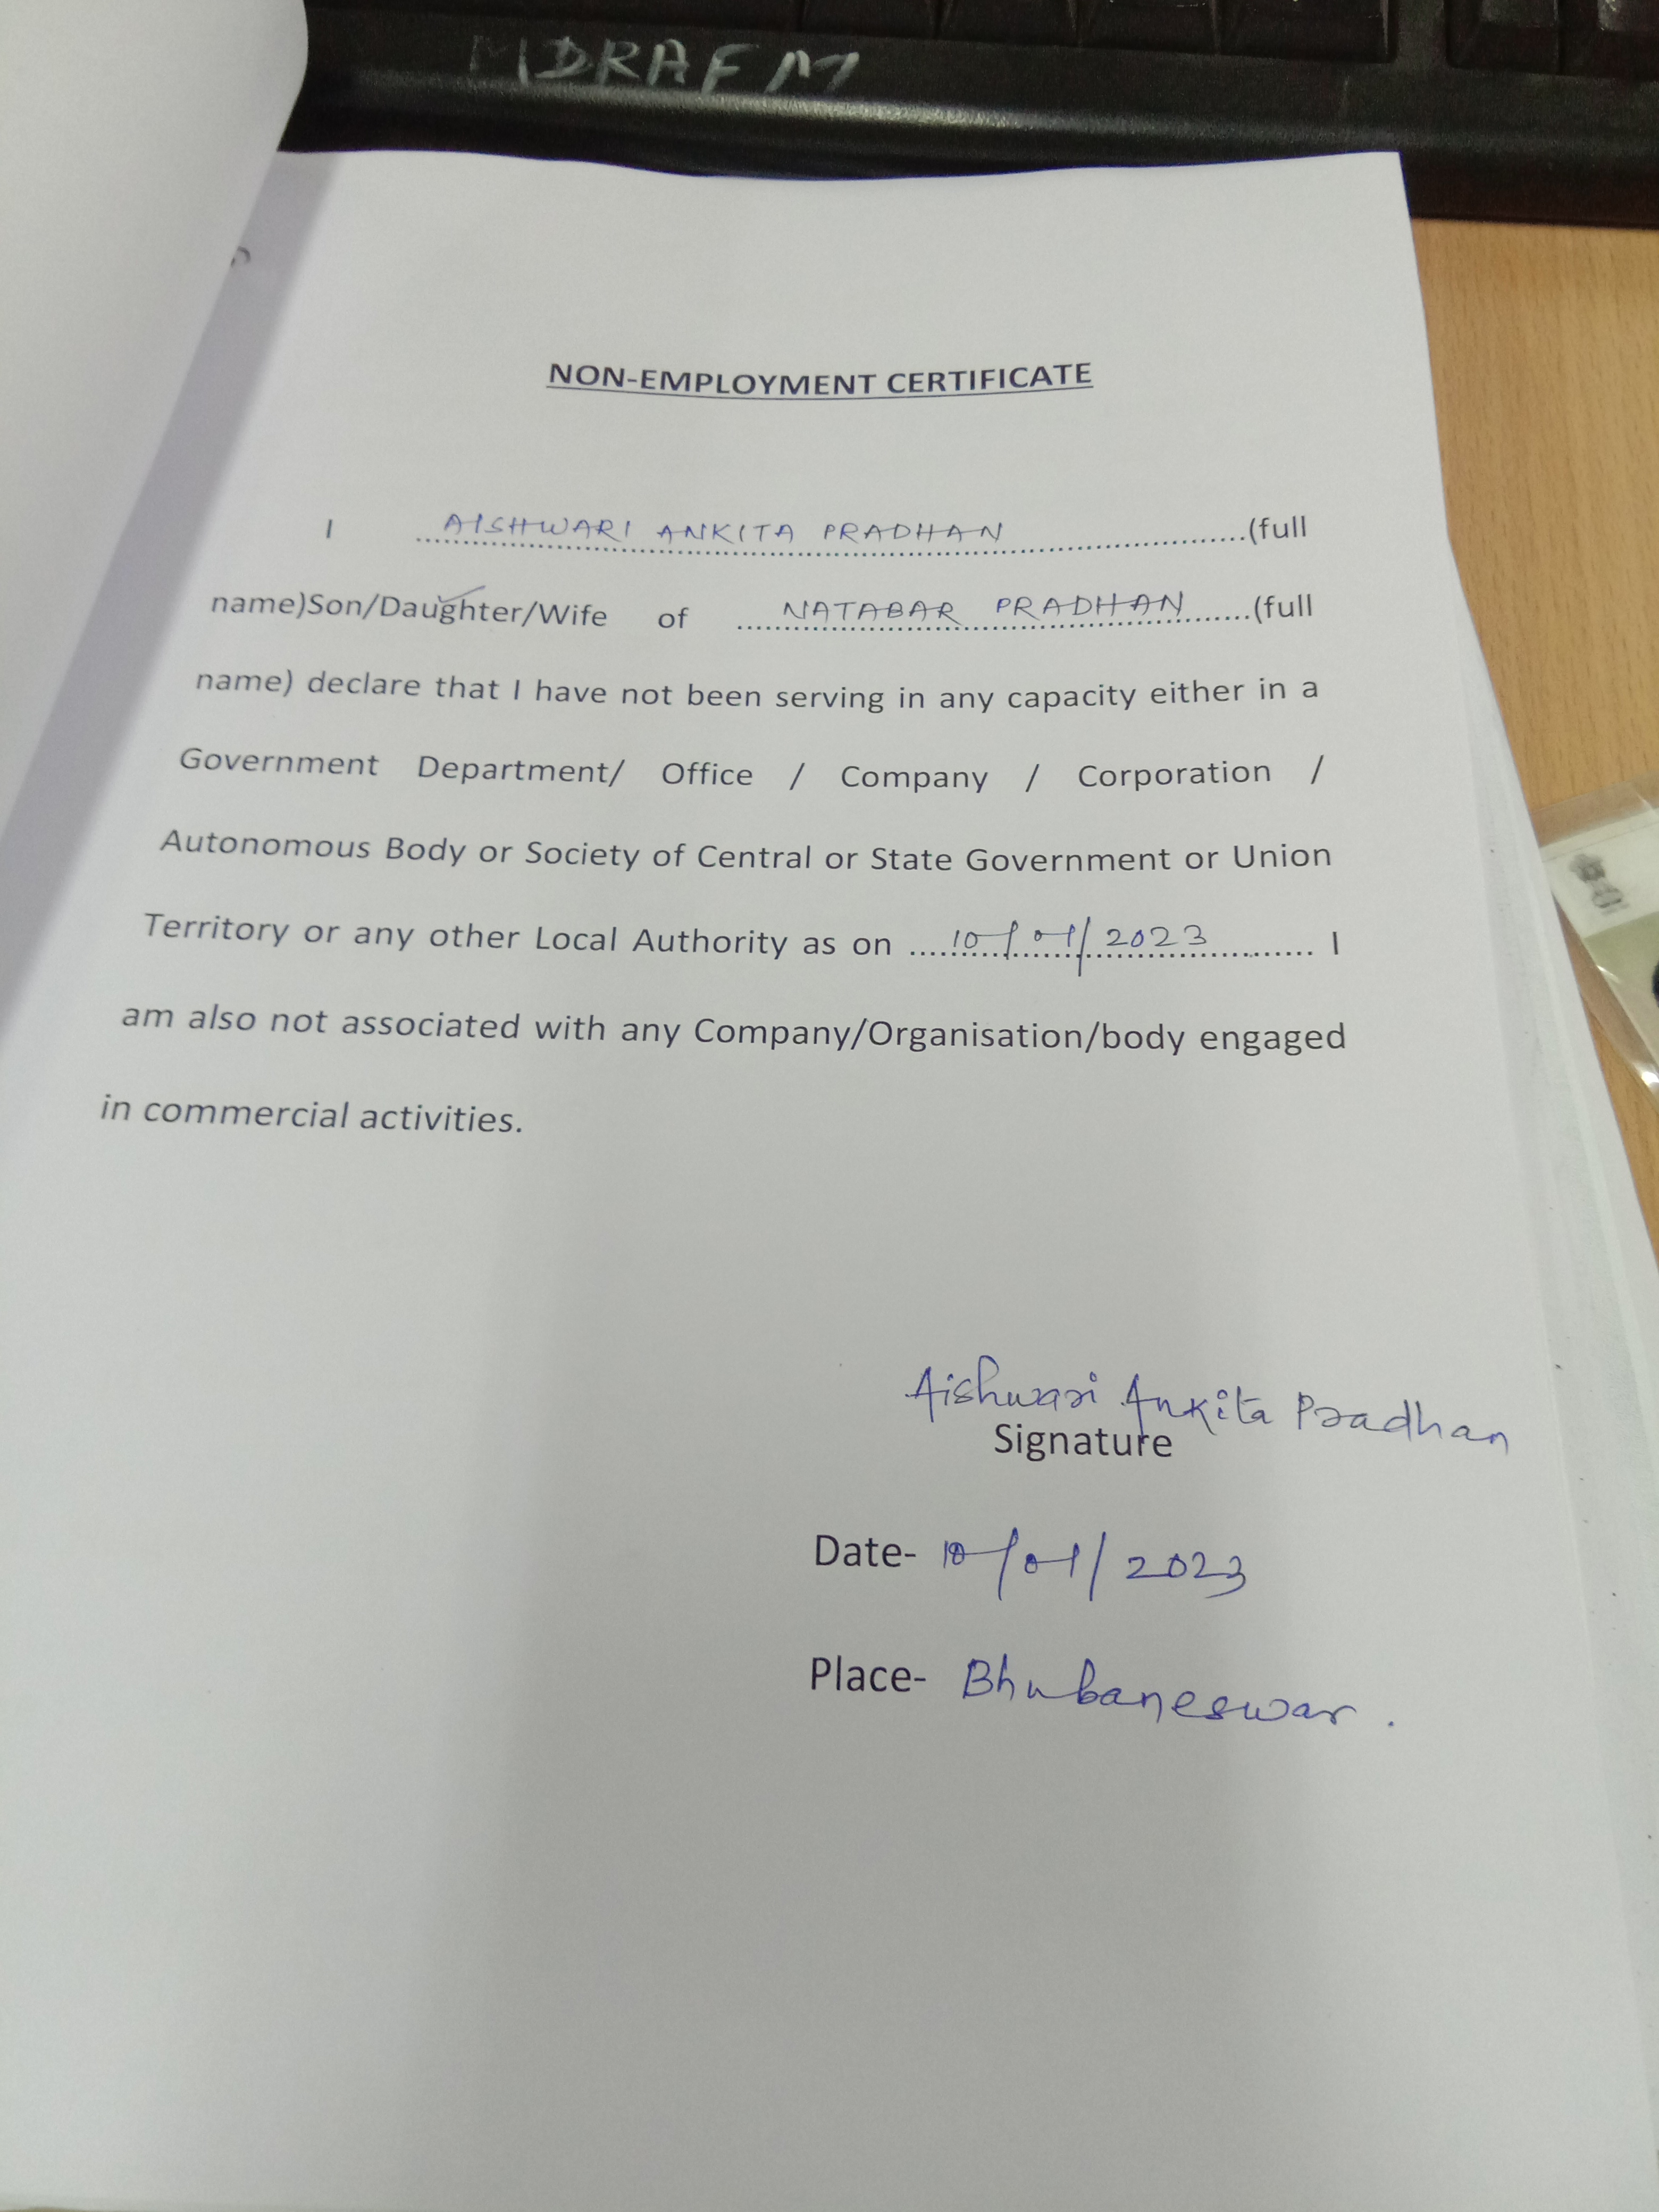 MDRAFM
NON-EMPLOYMENT CERTIFICATE
I AISHWARI ANKITA PRADHAN (full
name)Son/Daughter/Wife of NATABAR PRADHAN (full
name) declare that I have not been serving in any capacity either in a
Government Department/ Office / Company / Corporation /
Autonomous Body or Society of Central or State Government or Union
Territory or any other Local Authority as on 10/01/2023 I
am also not associated with any Company/Organisation/body engaged
in commercial activities.
Aishwari Ankita Pradhan
Signature
Date- 10/01/2023
Place- Bhubaneswar.